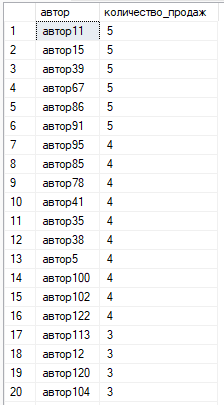 автор количество_продаж
1 автор11 5
2 автор15 5
3 автор39 5
4 автор67 5
5 автор86 5
6 автор91 5
7 автор95 4
8 автор85 4
9 автор78 4
10 автор41 4
11 автор35 4
12 автор38 4
13 автор5 4
14 автор100 4
15 автор102 4
16 автор122 4
17 автор113 3
18 автор12 3
19 автор120 3
20 автор104 3